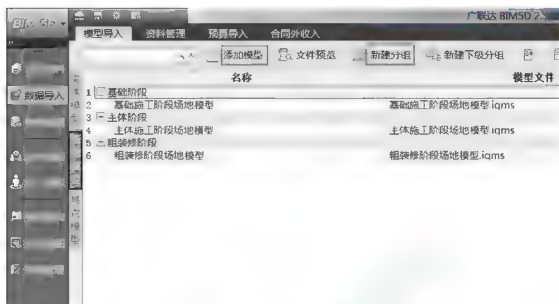 广联达 BIM5D 2...
模型导入 资料管理 预算导入 合同外收入
添加模型 文件预览 新建分组 新建下级分组
名称 模型文件
数据导入
1 基础阶段
2 基础施工阶段场地模型 基础施工阶段场地模型.iqms
3 主体阶段
4 主体施工阶段场地模型 主体施工阶段场地模型.iqms
5 粗装修阶段
6 粗装修阶段场地模型 粗装修阶段场地模型.iqms